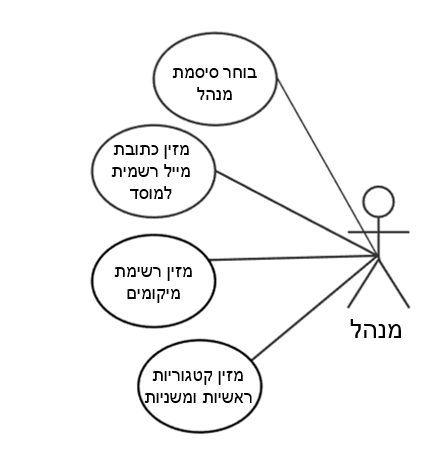 בוחר סיסמת
מנהל
מזין כתובת
מייל רשמית
למוסד
מזין רשימת
מיקומים
מזין קטגוריות
ראשיות ומשניות
מנהל